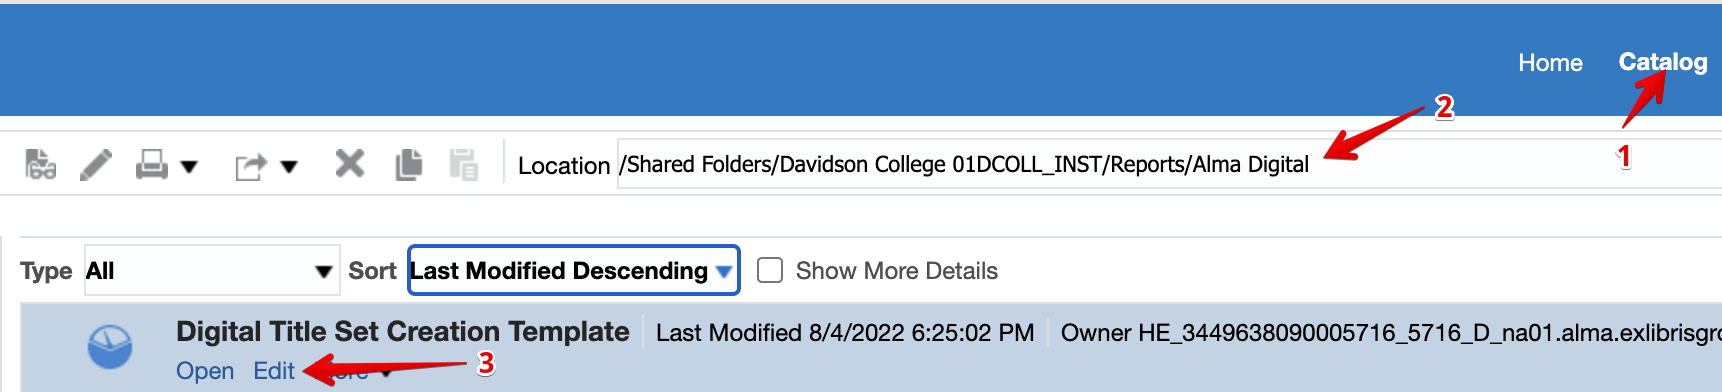 Home Catalog
2
1
Location /Shared Folders/Davidson College 01DCOLL_INST/Reports/Alma Digital
Type All Sort Last Modified Descending Show More Details
Digital Title Set Creation Template Last Modified 8/4/2022 6:25:02 PM Owner HE_3449638090005716_5716_D_na01.alma.exlibrisgro
Open Edit
3